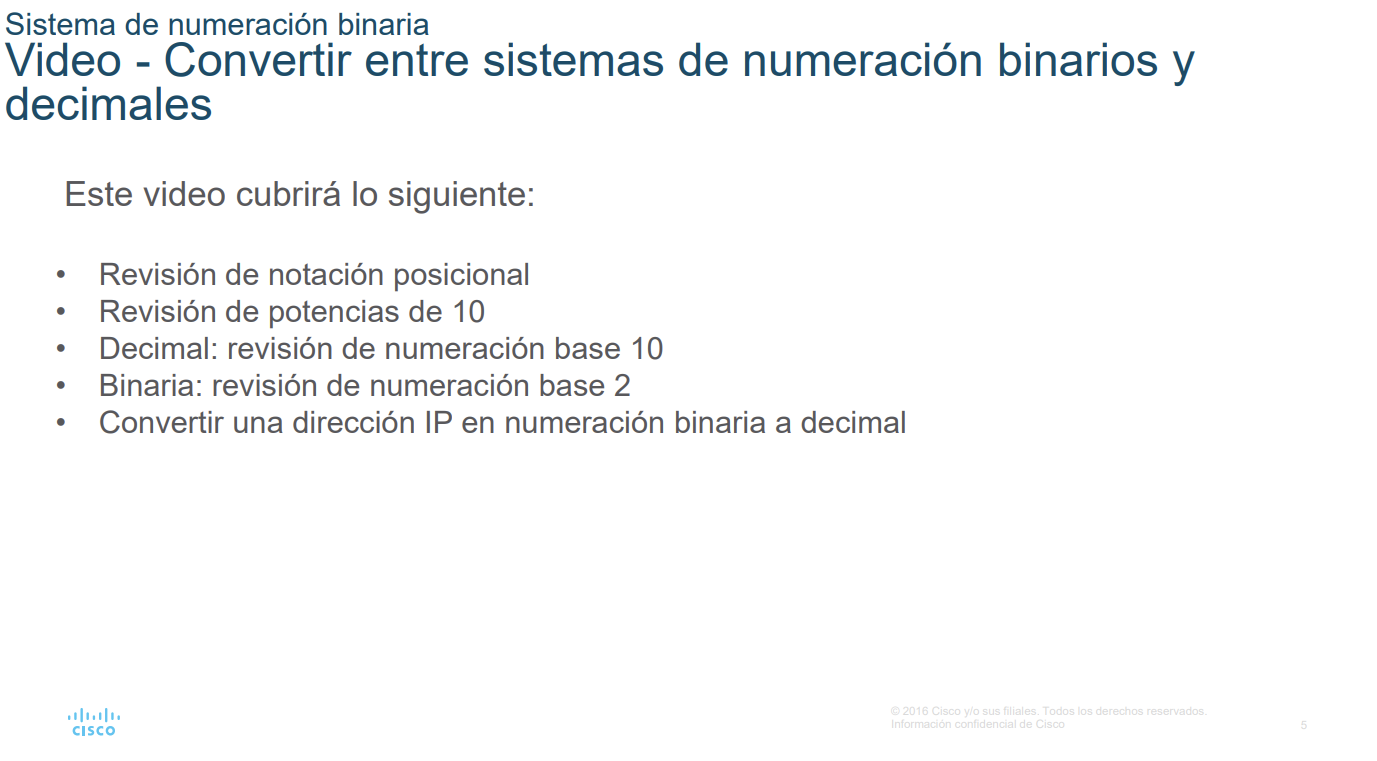 Sistema de numeración binaria
Video - Convertir entre sistemas de numeración binarios y
decimales
Este video cubrirá lo siguiente:
• Revisión de notación posicional
• Revisión de potencias de 10
• Decimal: revisión de numeración base 10
• Binaria: revisión de numeración base 2
• Convertir una dirección IP en numeración binaria a decimal
CISCO
© 2016 Cisco y/o sus filiales. Todos los derechos reservados.
Información confidencial de Cisco
5